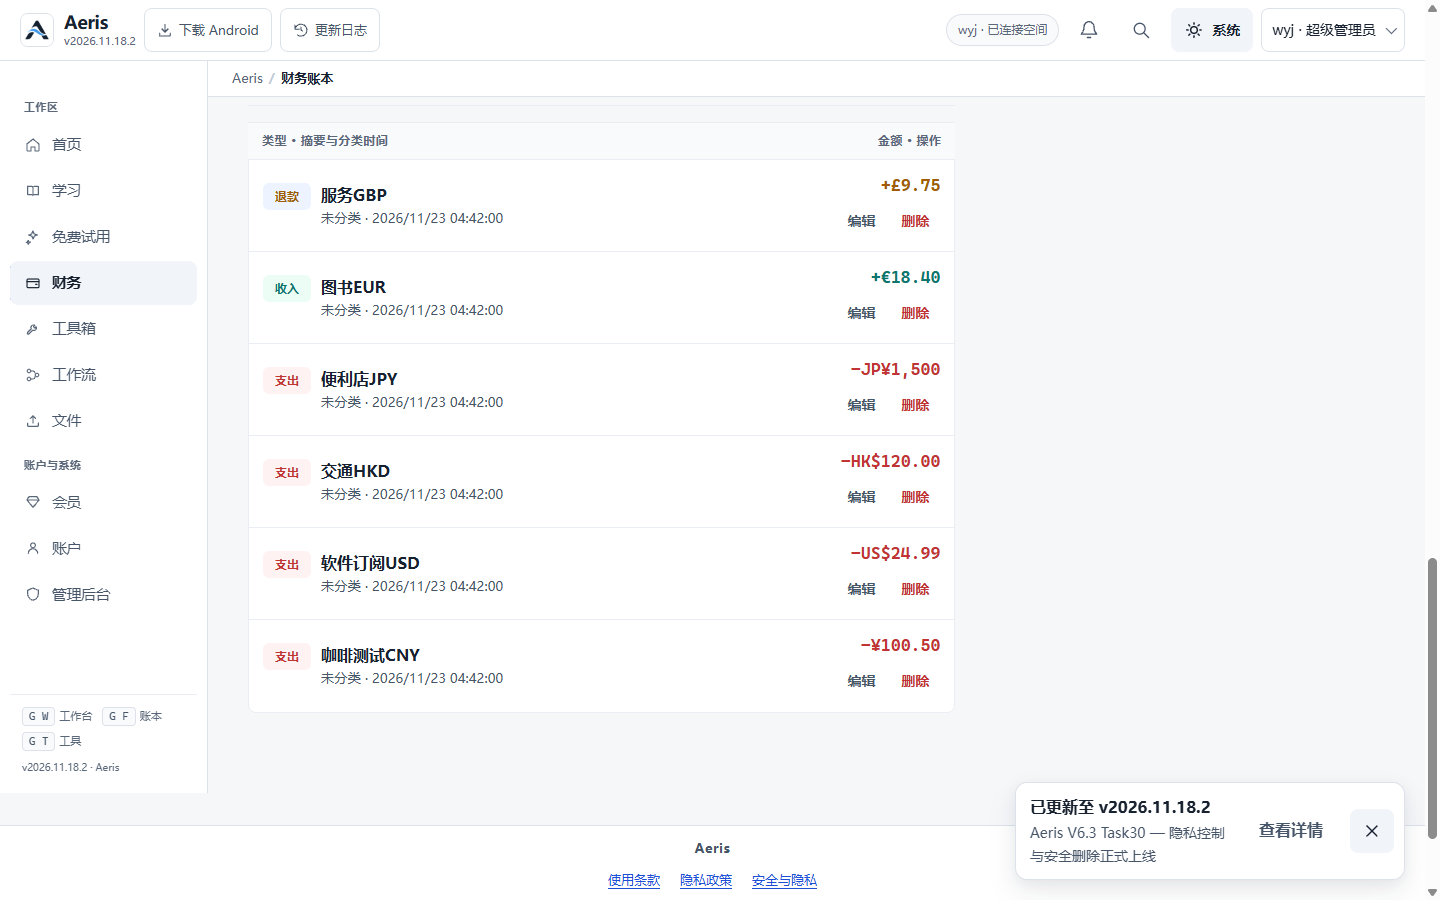 Aeris
v2026.11.18.2
下载 Android
更新日志
wyj · 已连接空间
系统
wyj · 超级管理员
Aeris / 财务账本
工作区
首页
学习
免费试用
财务
工具箱
工作流
文件
账户与系统
会员
账户
管理后台
G W 工作台 G F 账本
G T 工具
v2026.11.18.2 · Aeris
类型 • 摘要与分类时间 金额 • 操作
退款 服务GBP +£9.75
未分类 · 2026/11/23 04:42:00 编辑 删除
收入 图书EUR +€18.40
未分类 · 2026/11/23 04:42:00 编辑 删除
支出 便利店JPY −JP¥1,500
未分类 · 2026/11/23 04:42:00 编辑 删除
支出 交通HKD −HK$120.00
未分类 · 2026/11/23 04:42:00 编辑 删除
支出 软件订阅USD −US$24.99
未分类 · 2026/11/23 04:42:00 编辑 删除
支出 咖啡测试CNY −¥100.50
未分类 · 2026/11/23 04:42:00 编辑 删除
已更新至 v2026.11.18.2
Aeris V6.3 Task30 — 隐私控制
与安全删除正式上线
查看详情
Aeris
使用条款 隐私政策 安全与隐私